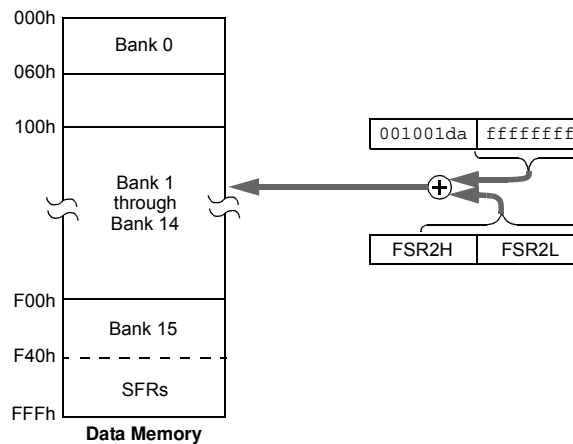 000h
Bank 0
060h
100h
001001da ffffffff
Bank 1
through
Bank 14
FSR2H FSR2L
F00h
Bank 15
F40h
SFRs
FFFh
Data Memory